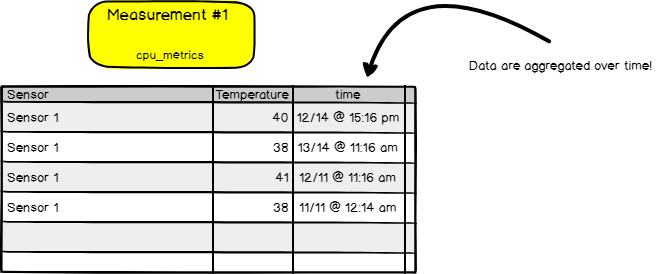 Measurement #1
cpu_metrics
Data are aggregated over time!
Sensor Temperature time
Sensor 1 40 12/14 @ 15:16 pm
Sensor 1 38 13/14 @ 11:16 am
Sensor 1 41 12/11 @ 11:16 am
Sensor 1 38 11/11 @ 12:14 am